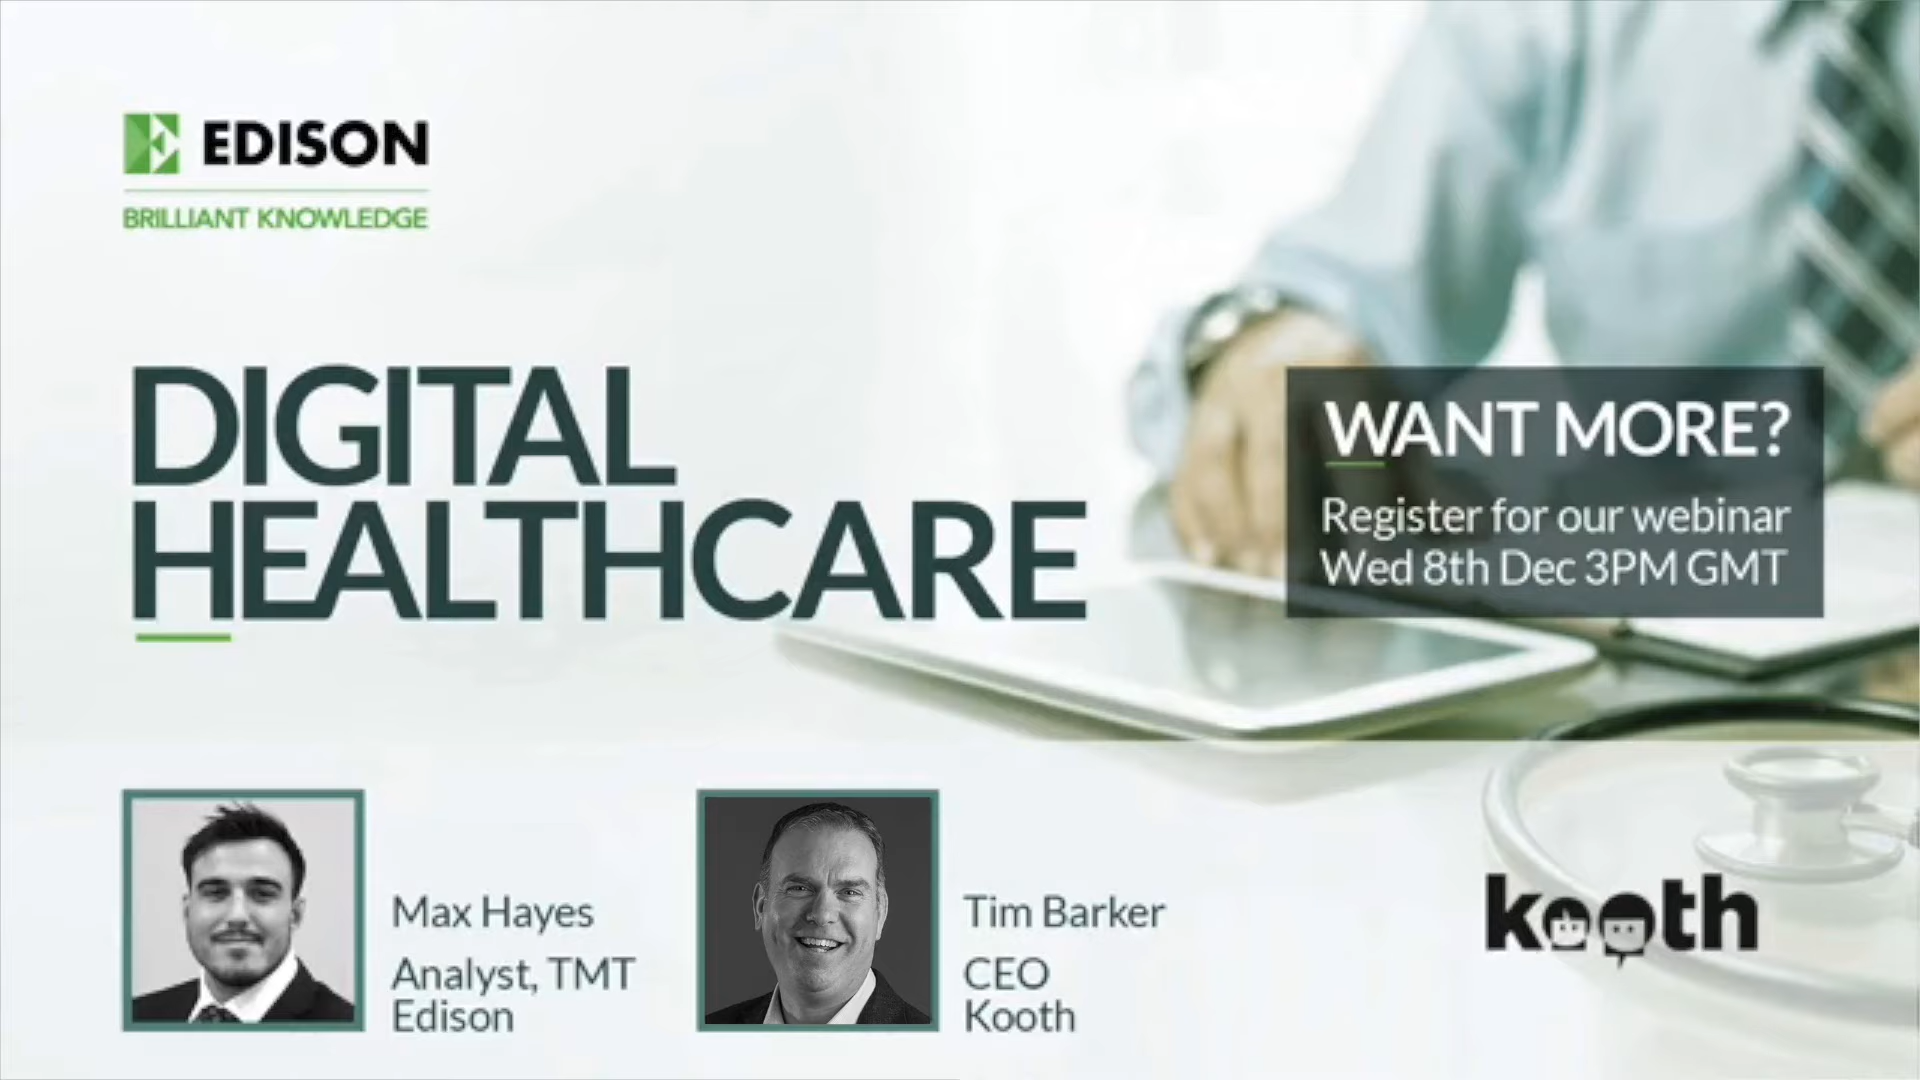 EDISON
BRILLIANT KNOWLEDGE
DIGITAL
HEALTHCARE
WANT MORE?
Register for our webinar
Wed 8th Dec 3PM GMT
Max Hayes
Analyst, TMT
Edison
Tim Barker
CEO
Kooth
kooth